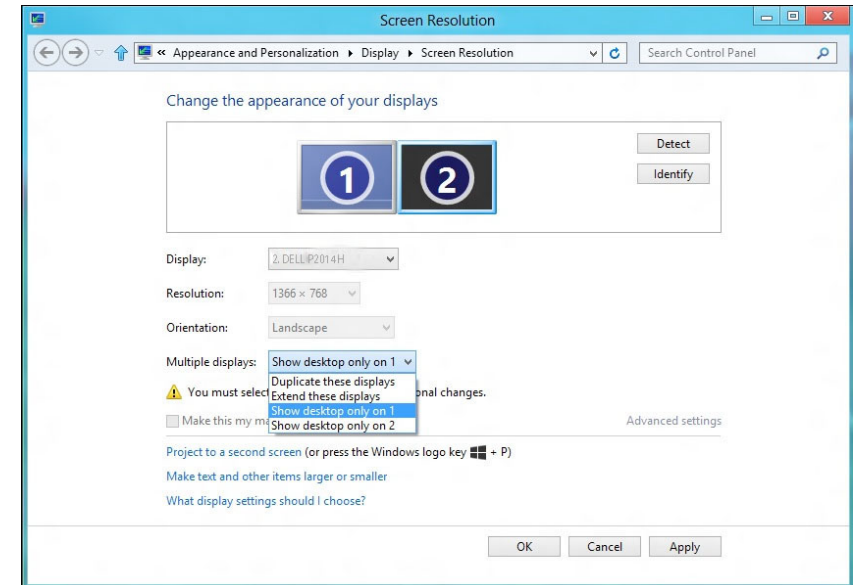 Screen Resolution
« Appearance and Personalization ▸ Display ▸ Screen Resolution
Search Control Panel
Change the appearance of your displays
1 2
Detect
Identify
Display: 2. DELL P2014H
Resolution: 1366 × 768
Orientation: Landscape
Multiple displays: Show desktop only on 1
Duplicate these displays
You must select onal changes.
Extend these displays
Show desktop only on 1
Make this my ma Advanced settings
Show desktop only on 2
Project to a second screen (or press the Windows logo key + P)
Make text and other items larger or smaller
What display settings should I choose?
OK Cancel Apply